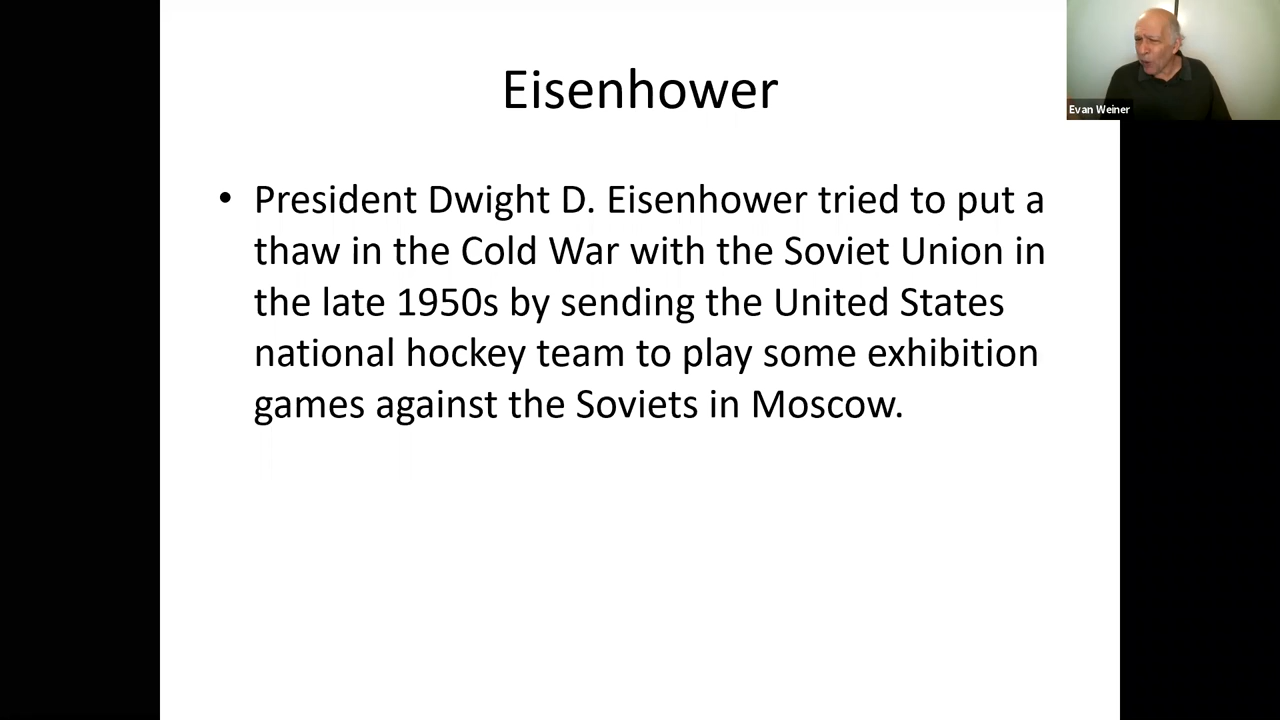 Eisenhower
Evan Weiner
• President Dwight D. Eisenhower tried to put a
thaw in the Cold War with the Soviet Union in
the late 1950s by sending the United States
national hockey team to play some exhibition
games against the Soviets in Moscow.